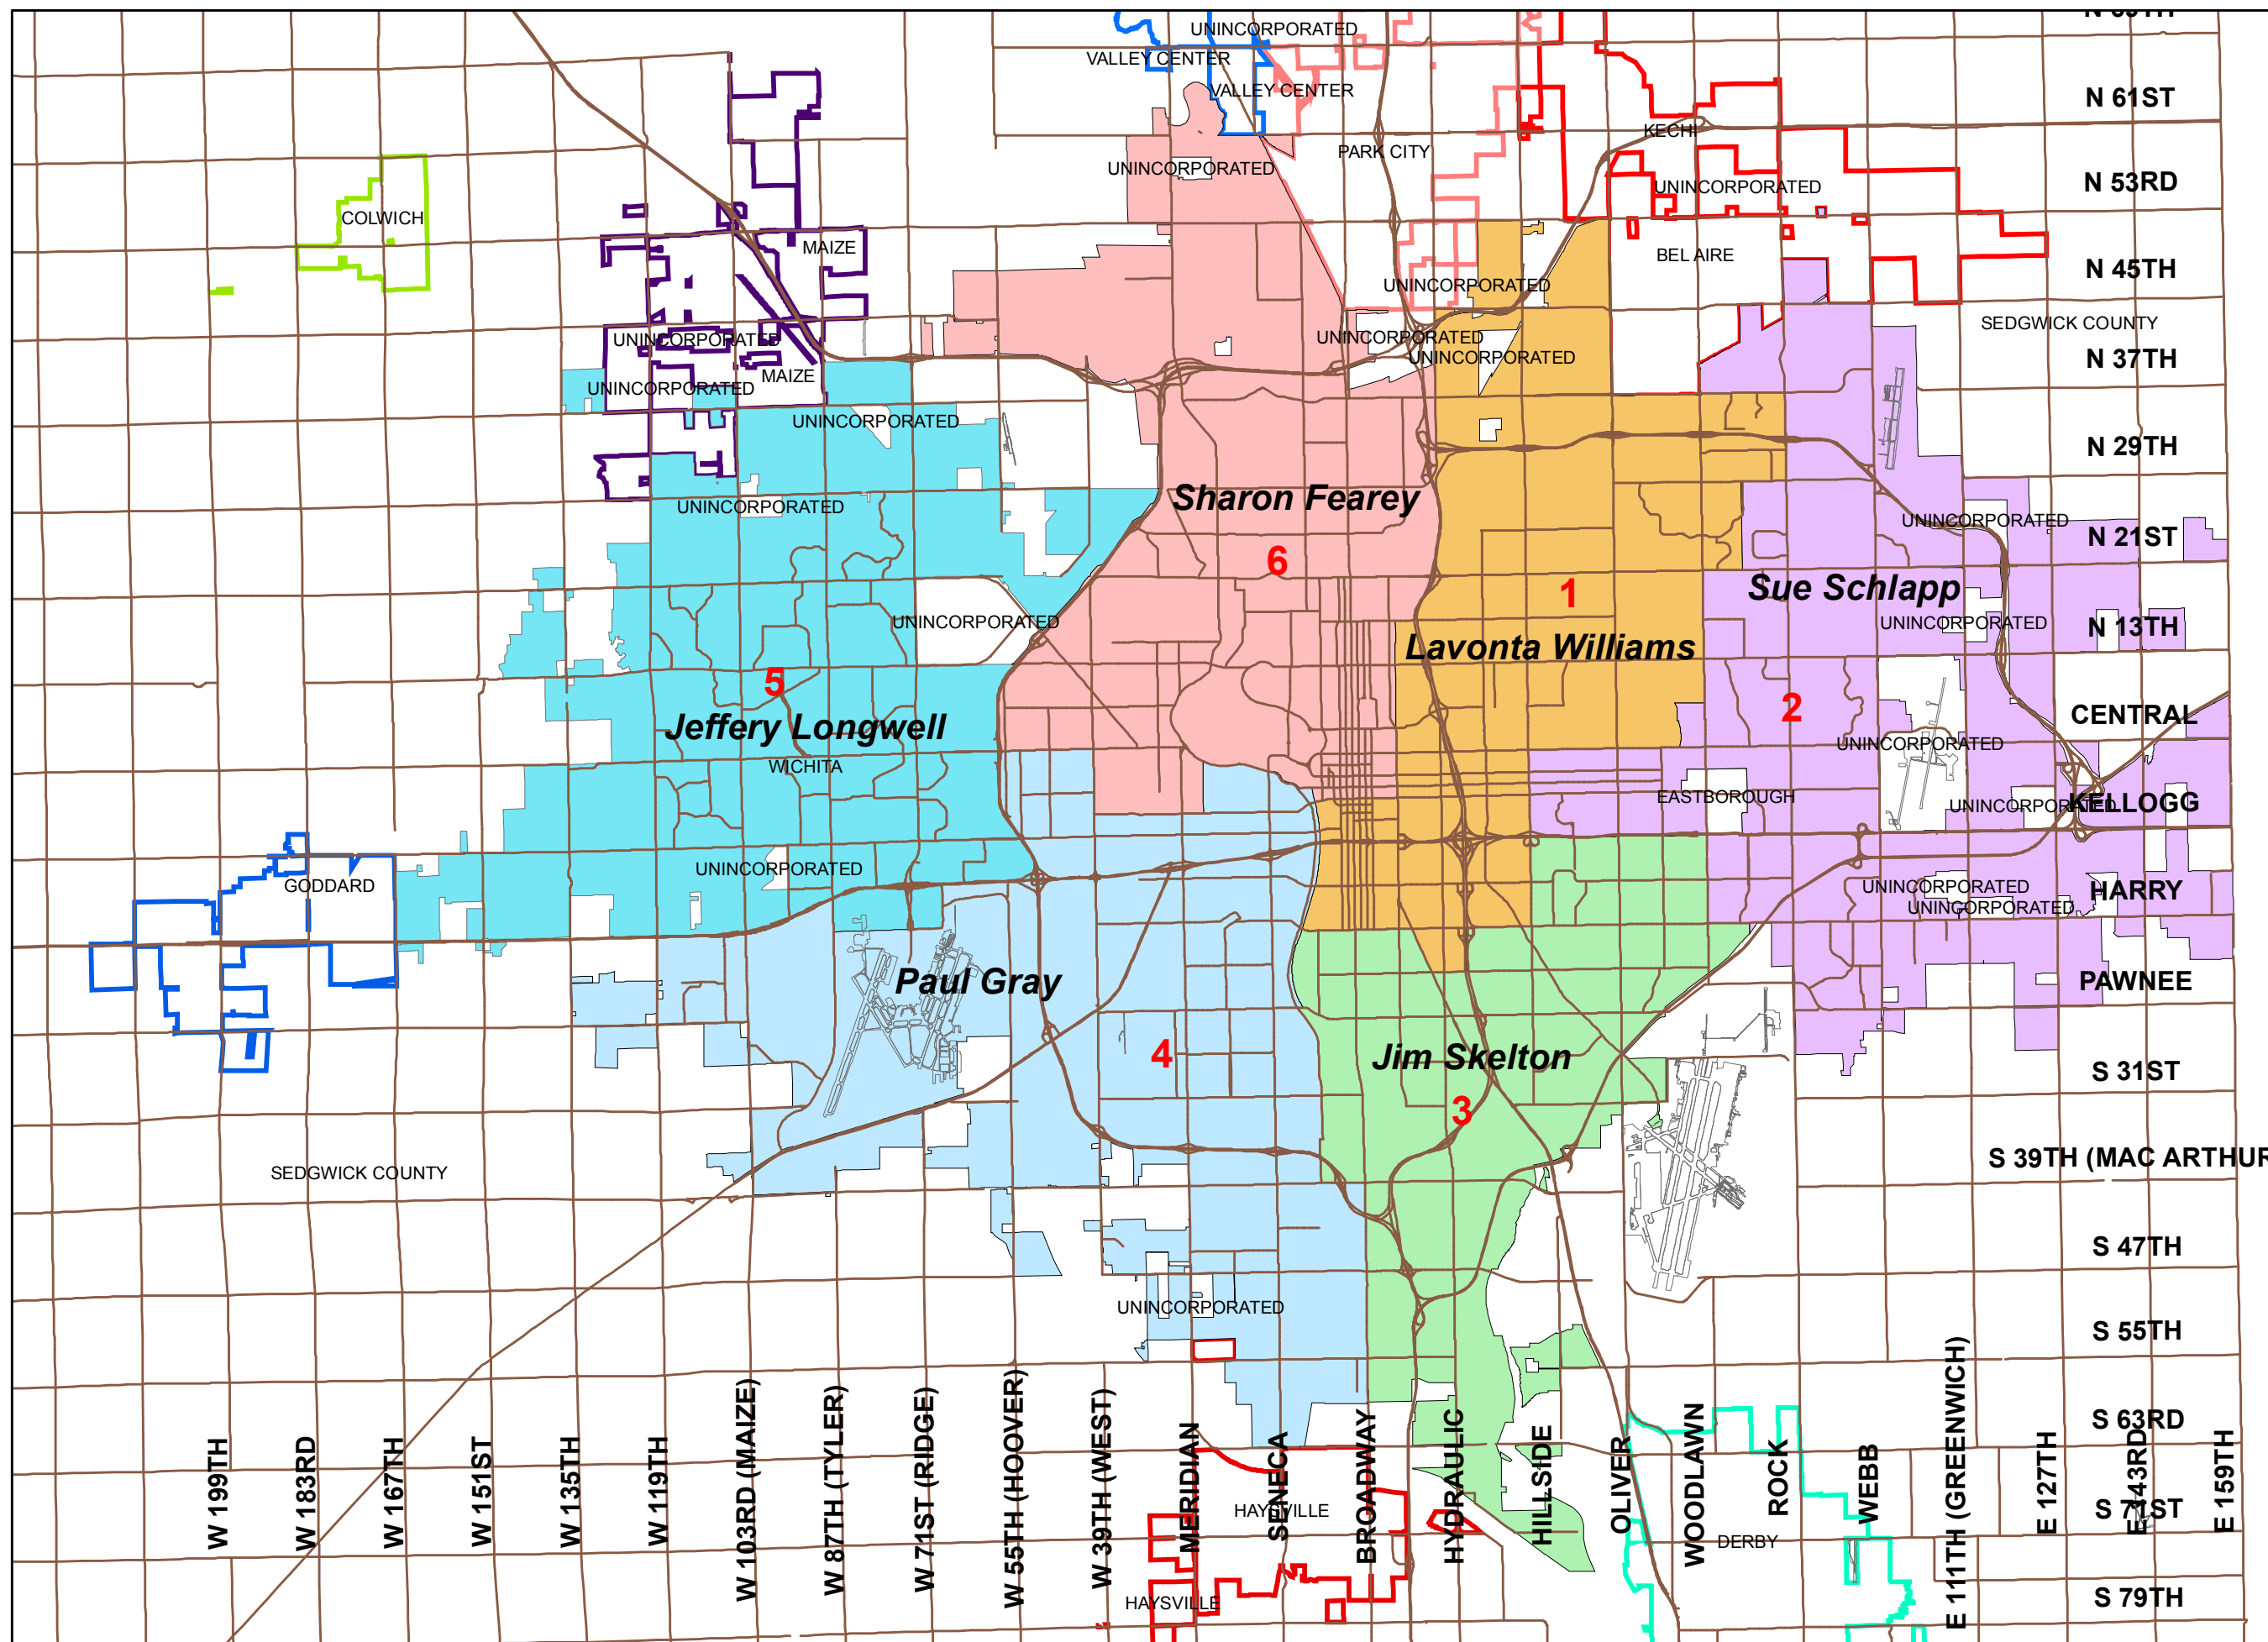 UNINCORPORATED
VALLEY CENTER
VALLEY CENTER
N 61ST
KECHI
PARK CITY
UNINCORPORATED
N 53RD
UNINCORPORATED
COLWICH
MAIZE
BEL AIRE
N 45TH
UNINCORPORATED
SEDGWICK COUNTY
UNINCORPORATED
UNINCORPORATED
UNINCORPORATED
N 37TH
MAIZE
UNINCORPORATED
UNINCORPORATED
N 29TH
Sharon Fearey
UNINCORPORATED
UNINCORPORATED
N 21ST
6
Sue Schlapp
1
UNINCORPORATED
UNINCORPORATED
N 13TH
Lavonta Williams
5
2
CENTRAL
Jeffery Longwell
UNINCORPORATED
WICHITA
EASTBOROUGH
UNINCORPORATED
KELLOGG
UNINCORPORATED
GODDARD
UNINCORPORATED
HARRY
UNINCORPORATED
Paul Gray
PAWNEE
4
Jim Skelton
S 31ST
3
S 39TH (MAC ARTHUR
SEDGWICK COUNTY
S 47TH
UNINCORPORATED
S 55TH
S 63RD
W 199TH
W 183RD
W 167TH
W 151ST
W 135TH
W 119TH
W 103RD (MAIZE)
W 87TH (TYLER)
W 71ST (RIDGE)
W 55TH (HOOVER)
W 39TH (WEST)
MERIDIAN
SENECA
BROADWAY
HYDRAULIC
HILLSIDE
OLIVER
WOODLAWN
ROCK
WEBB
E 111TH (GREENWICH)
E 127TH
E 143RD
E 159TH
HAYSVILLE
S 71ST
DERBY
HAYSVILLE
S 79TH